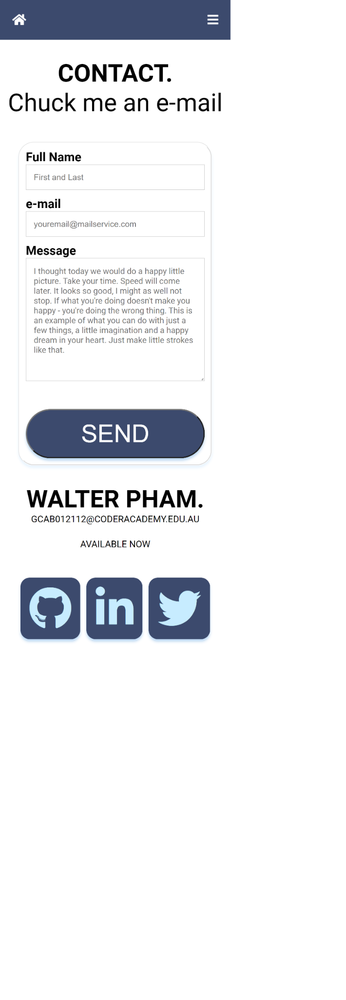 CONTACT.
Chuck me an e-mail
Full Name
First and Last
e-mail
youremail@mailservice.com
Message
I thought today we would do a happy little
picture. Take your time. Speed will come
later. It looks so good, I might as well not
stop. If what you're doing doesn't make you
happy - you're doing the wrong thing. This is
an example of what you can do with just a
few things, a little imagination and a happy
dream in your heart. Just make little strokes
like that.
SEND
WALTER PHAM.
GCAB012112@CODERACADEMY.EDU.AU
AVAILABLE NOW
in